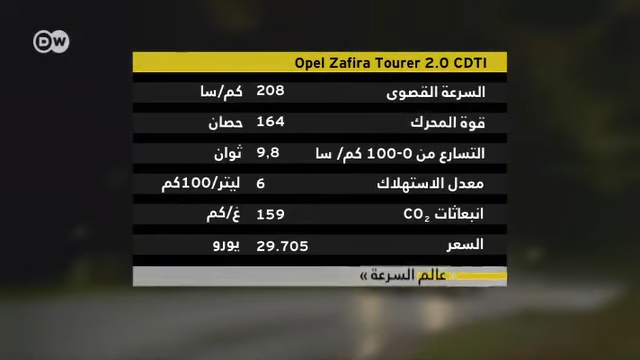 DW
Opel Zafira Tourer 2.0 CDTI
السرعة القصوى 208 كم/سا
قوة المحرك 164 حصان
التسارع من 0-100 كم/ سا 9,8 ثوان
معدل الاستهلاك 6 ليتر/100كم
انبعاثات CO₂ 159 غ/كم
السعر 29.705 يورو
عالم السرعة »